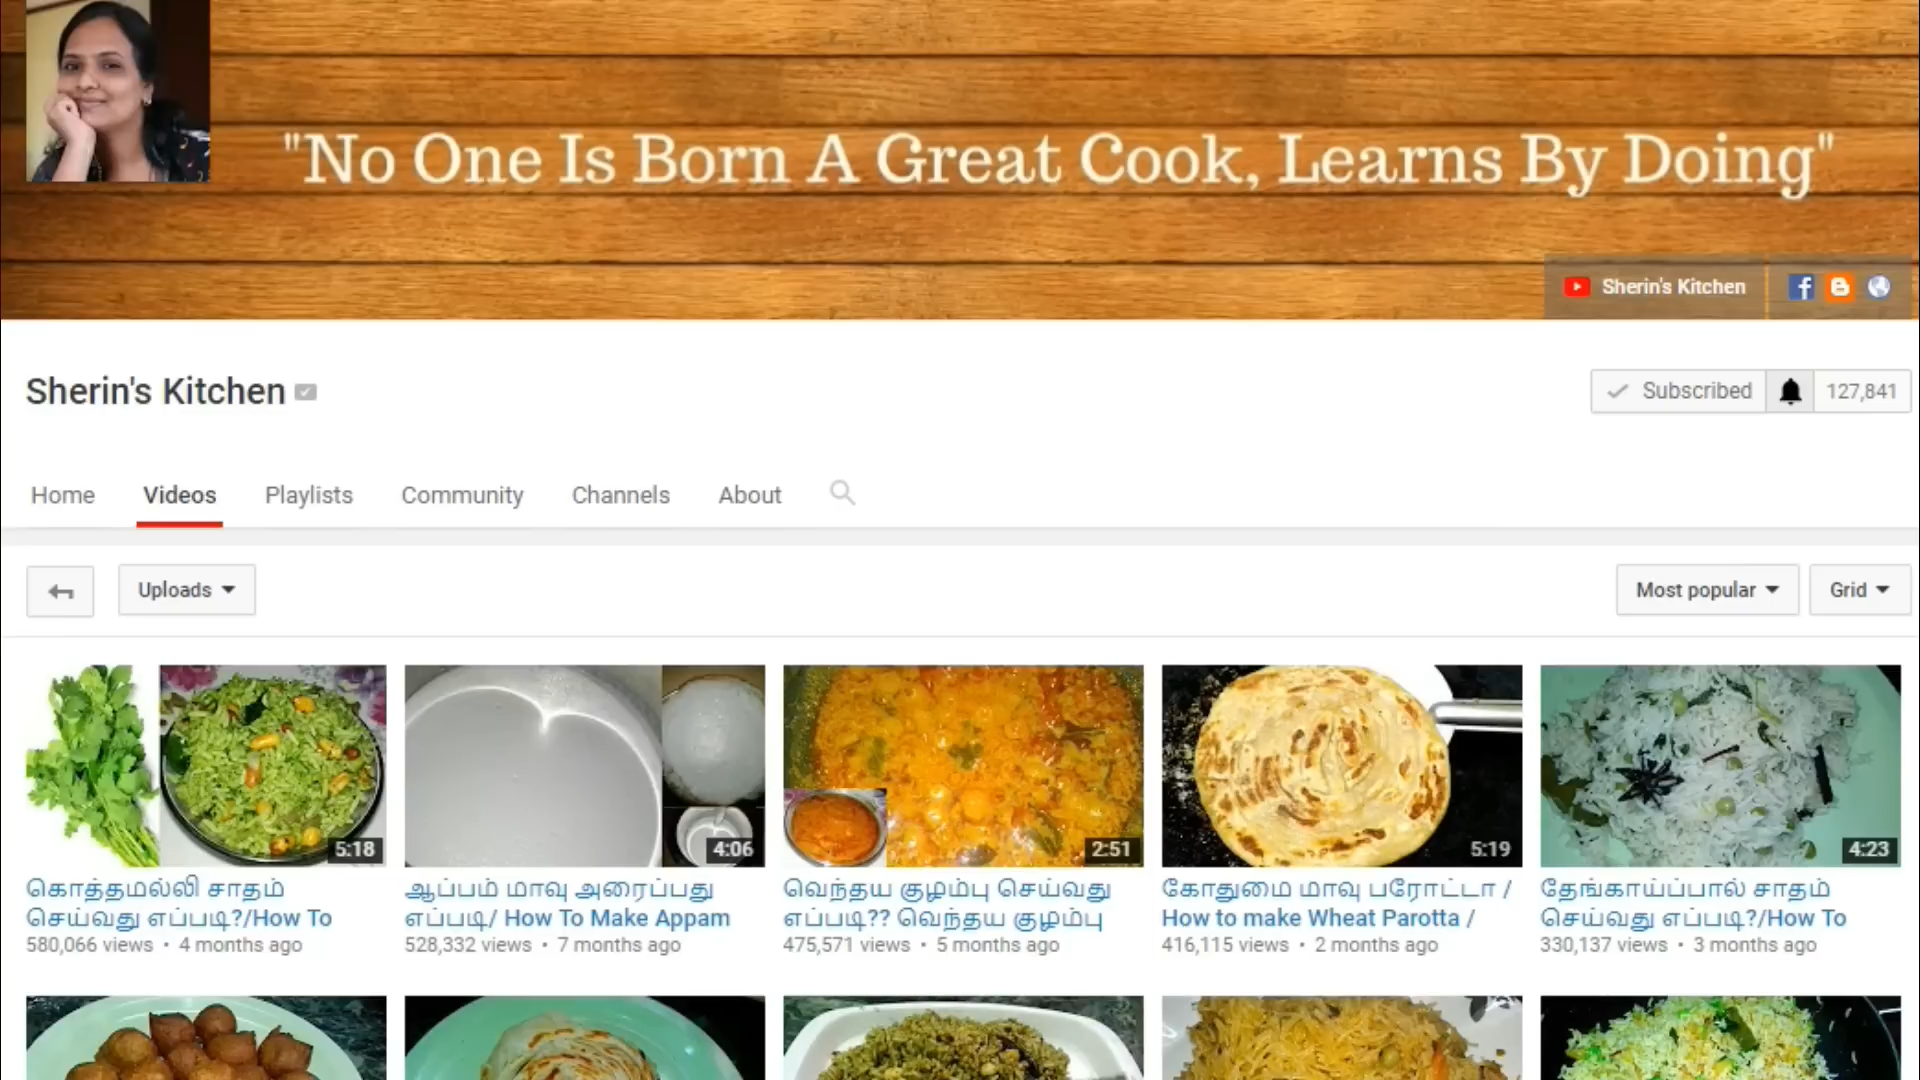 "No One Is Born A Great Cook, Learns By Doing"
Sherin's Kitchen
Sherin's Kitchen
Subscribed 127,841
Home Videos Playlists Community Channels About
Uploads Most popular Grid
5:18
4:06
2:51
5:19
4:23
கொத்தமல்லி சாதம்
செய்வது எப்படி?/How To
580,066 views • 4 months ago
ஆப்பம் மாவு அரைப்பது
எப்படி/ How To Make Appam
528,332 views • 7 months ago
வெந்தய குழம்பு செய்வது
எப்படி?? வெந்தய குழம்பு
475,571 views • 5 months ago
கோதுமை மாவு பரோட்டா /
How to make Wheat Parotta /
416,115 views • 2 months ago
தேங்காய்ப்பால் சாதம்
செய்வது எப்படி?/How To
330,137 views • 3 months ago